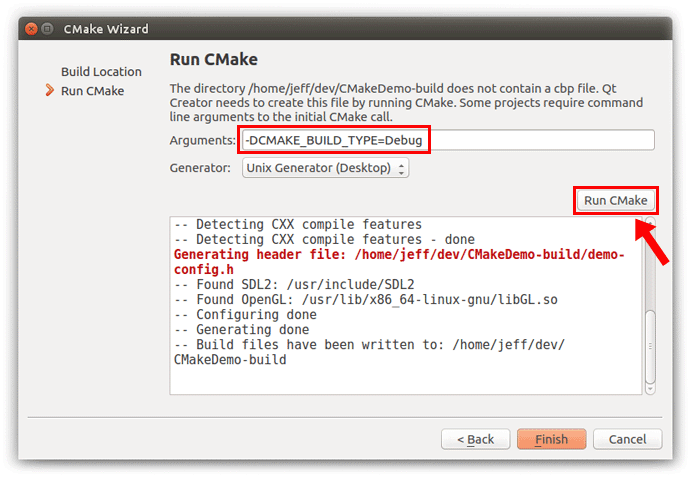 CMake Wizard
Build Location
Run CMake
Run CMake
The directory /home/jeff/dev/CMakeDemo-build does not contain a cbp file. Qt
Creator needs to create this file by running CMake. Some projects require command
line arguments to the initial CMake call.
Arguments: -DCMAKE_BUILD_TYPE=Debug
Generator: Unix Generator (Desktop)
Run CMake
-- Detecting CXX compile features
-- Detecting CXX compile features - done
Generating header file: /home/jeff/dev/CMakeDemo-build/demo-
config.h
-- Found SDL2: /usr/include/SDL2
-- Found OpenGL: /usr/lib/x86_64-linux-gnu/libGL.so
-- Configuring done
-- Generating done
-- Build files have been written to: /home/jeff/dev/
CMakeDemo-build
< Back Finish Cancel